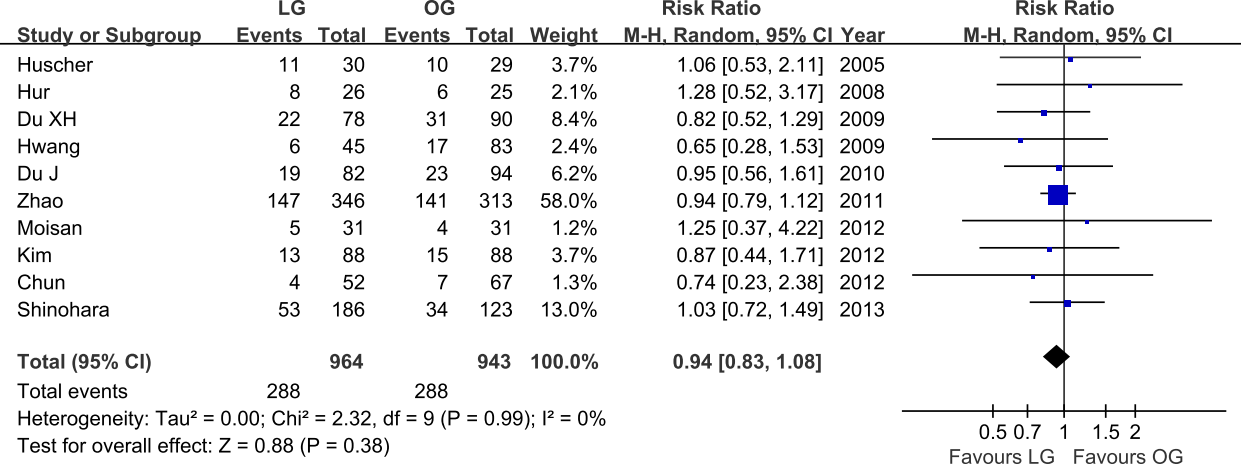 LG OG Risk Ratio Risk Ratio
Study or Subgroup Events Total Events Total Weight M-H, Random, 95% CI Year M-H, Random, 95% CI
Huscher 11 30 10 29 3.7% 1.06 [0.53, 2.11] 2005
Hur 8 26 6 25 2.1% 1.28 [0.52, 3.17] 2008
Du XH 22 78 31 90 8.4% 0.82 [0.52, 1.29] 2009
Hwang 6 45 17 83 2.4% 0.65 [0.28, 1.53] 2009
Du J 19 82 23 94 6.2% 0.95 [0.56, 1.61] 2010
Zhao 147 346 141 313 58.0% 0.94 [0.79, 1.12] 2011
Moisan 5 31 4 31 1.2% 1.25 [0.37, 4.22] 2012
Kim 13 88 15 88 3.7% 0.87 [0.44, 1.71] 2012
Chun 4 52 7 67 1.3% 0.74 [0.23, 2.38] 2012
Shinohara 53 186 34 123 13.0% 1.03 [0.72, 1.49] 2013
Total (95% CI) 964 943 100.0% 0.94 [0.83, 1.08]
Total events 288 288
Heterogeneity: Tau² = 0.00; Chi² = 2.32, df = 9 (P = 0.99); I² = 0%
Test for overall effect: Z = 0.88 (P = 0.38)
0.5 0.7 1 1.5 2
Favours LG Favours OG